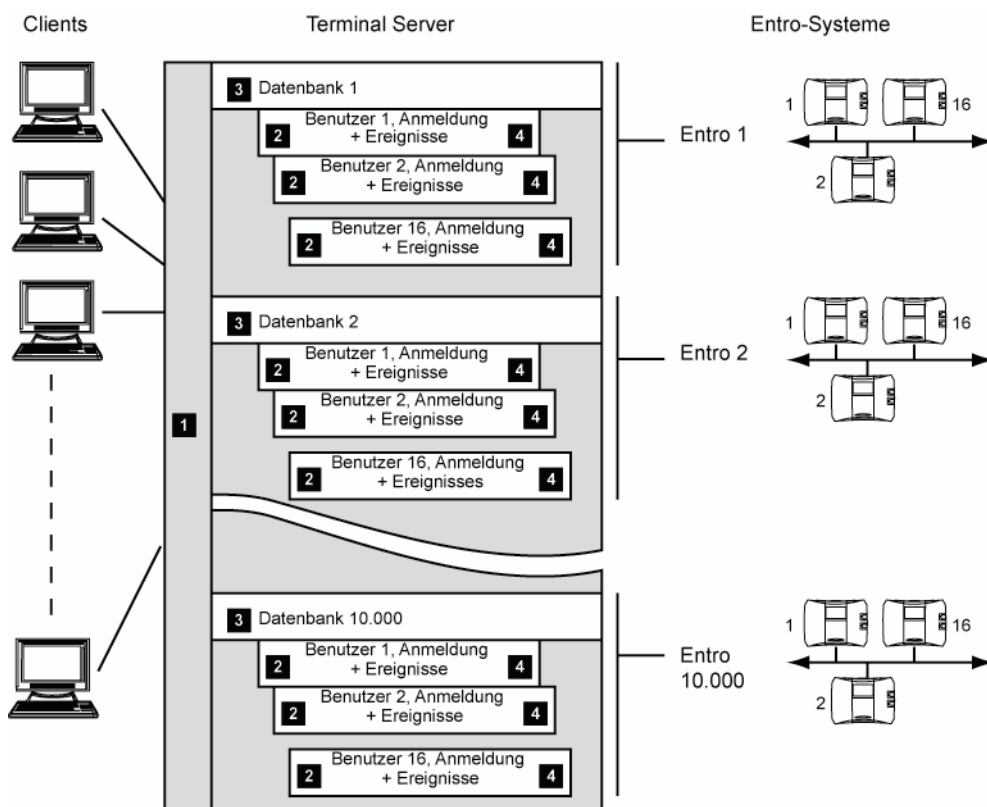 Clients
Terminal Server
Entro-Systeme
3 Datenbank 1
2 Benutzer 1, Anmeldung 4
+ Ereignisse
2 Benutzer 2, Anmeldung 4
+ Ereignisse
2 Benutzer 16, Anmeldung 4
+ Ereignisse
Entro 1
1
16
2
3 Datenbank 2
2 Benutzer 1, Anmeldung 4
+ Ereignisse
2 Benutzer 2, Anmeldung 4
+ Ereignisse
2 Benutzer 16, Anmeldung 4
+ Ereignisses
Entro 2
1
16
2
1
3 Datenbank 10.000
2 Benutzer 1, Anmeldung 4
+ Ereignisse
2 Benutzer 2, Anmeldung 4
+ Ereignisse
2 Benutzer 16, Anmeldung 4
+ Ereignisse
Entro
10.000
1
16
2